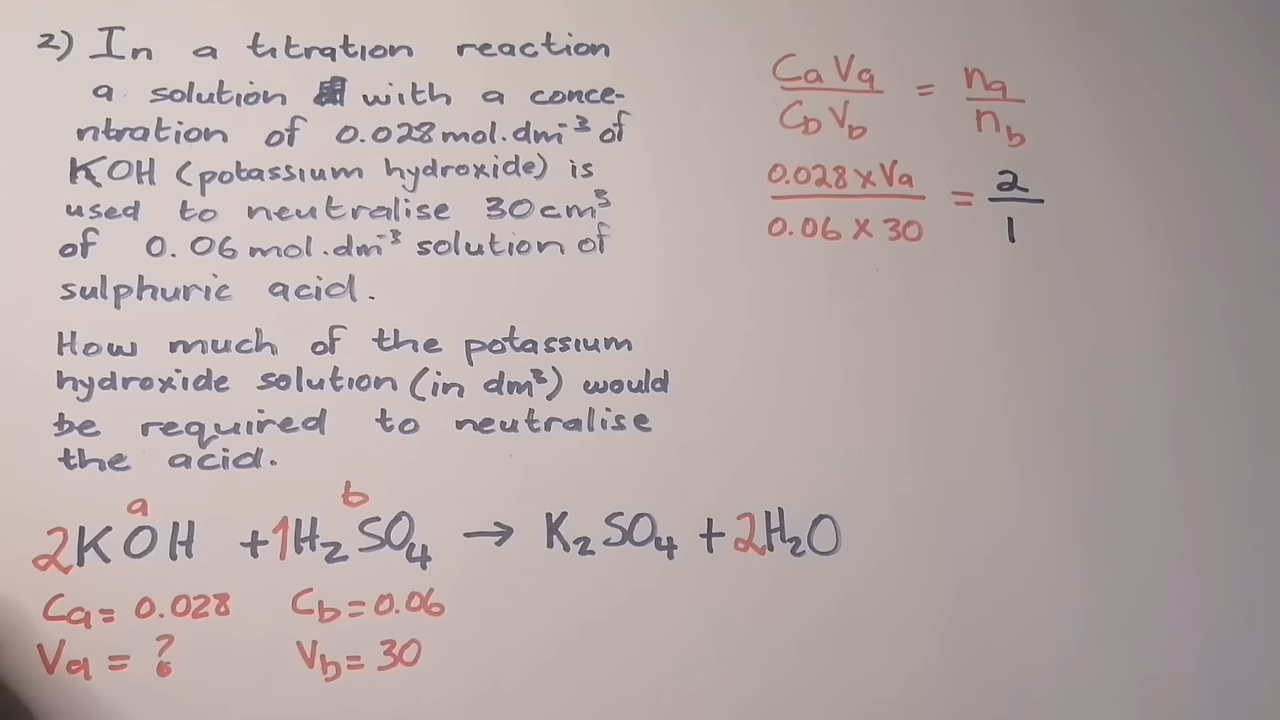 2) In a titration reaction
a solution with a conce-
ntration of 0.028 mol.dm⁻³ of
KOH (potassium hydroxide) is
used to neutralise 30cm³
of 0.06 mol.dm⁻³ solution of
sulphuric acid.
How much of the potassium
hydroxide solution (in dm³) would
be required to neutralise
the acid.
a b
2KOH + 1H₂SO₄ → K₂SO₄ + 2H₂O
Ca = 0.028 Cb = 0.06
Va = ? Vb = 30
CaVa/CbVb = na/nb
0.028 x Va/0.06 x 30 = 2/1